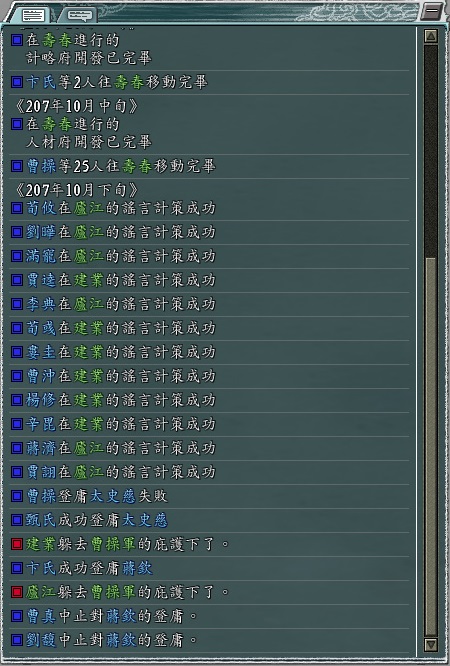 在壽春進行的
計略府開發已完畢
卞氏等2人往壽春移動完畢
《207年10月中旬》
在壽春進行的
人材府開發已完畢
曹操等25人往壽春移動完畢
《207年10月下旬》
荀攸在廬江的謠言計策成功
劉曄在廬江的謠言計策成功
滿寵在廬江的謠言計策成功
賈逵在建業的謠言計策成功
李典在廬江的謠言計策成功
荀彧在建業的謠言計策成功
婁圭在建業的謠言計策成功
曹沖在建業的謠言計策成功
楊修在建業的謠言計策成功
辛毘在建業的謠言計策成功
蔣濟在廬江的謠言計策成功
賈詡在廬江的謠言計策成功
曹操登庸太史慈失敗
甄氏成功登庸太史慈
建業躲去曹操軍的庇護下了。
卞氏成功登庸蔣欽
廬江躲去曹操軍的庇護下了。
曹真中止對蔣欽的登庸。
劉馥中止對蔣欽的登庸。